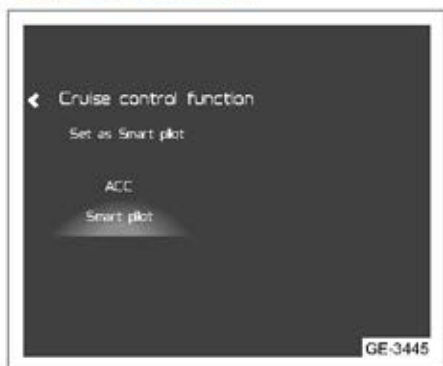 Cruise control function
Set as Smart pilot
ACC
Smart pilot
GE-3445